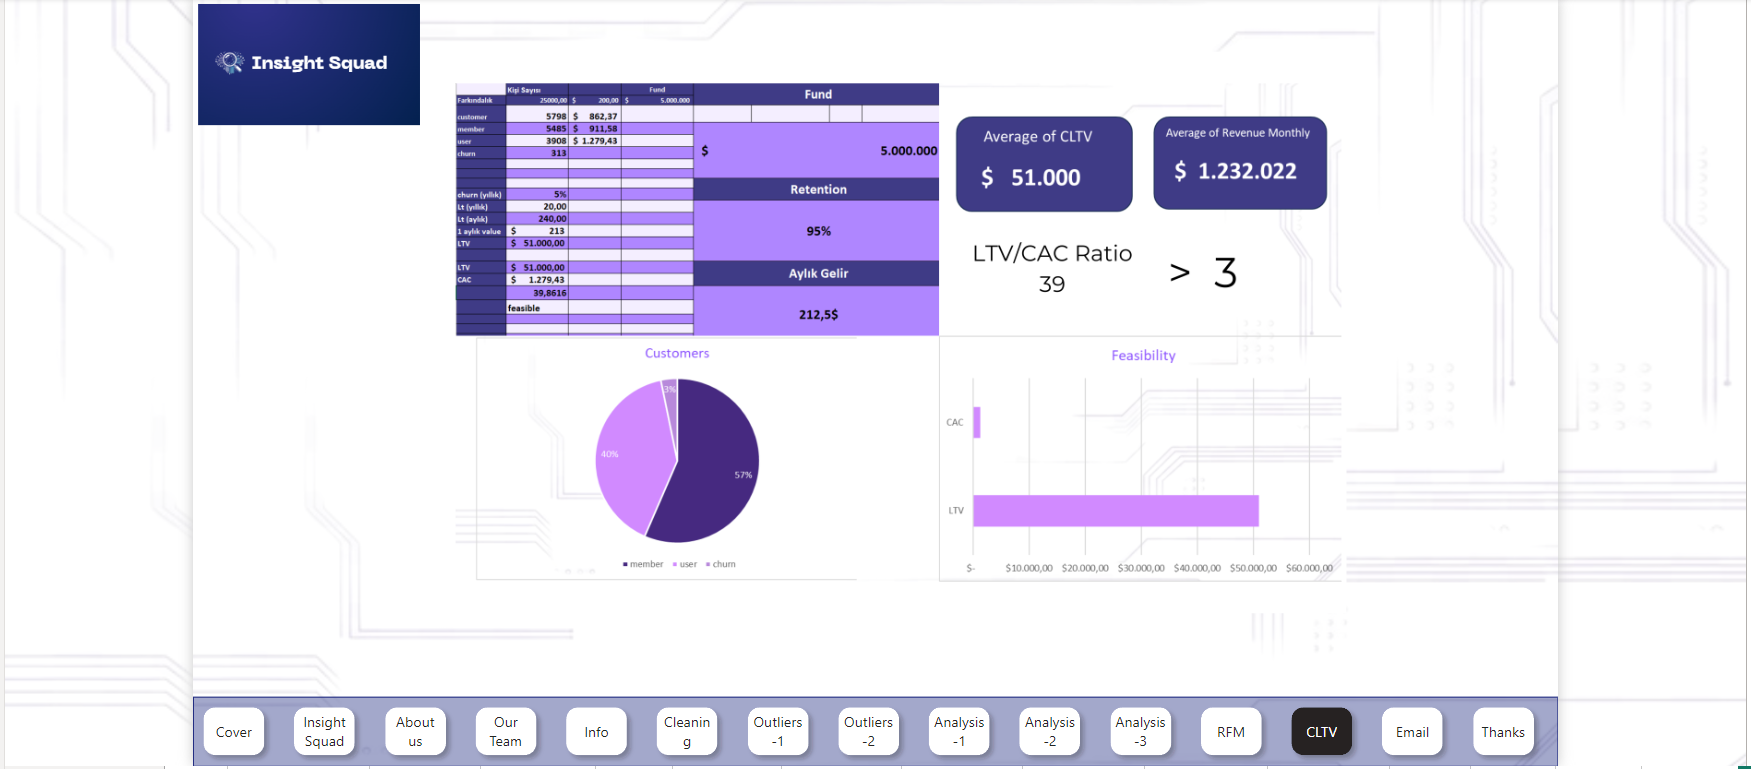 Insight Squad
Kişi Sayısı Fund
Farkındalık 25000,00 $ 200,00 $ 5.000.000
customer 5798 $ 862,37
member 5485 $ 911,58
user 3908 $ 1.279,43
churn 313
churn (yıllık) 5%
Lt (yıllık) 20,00
Lt (aylık) 240,00
1 aylık value $ 213
LTV $ 51.000,00
LTV $ 51.000,00
CAC $ 1.279,43
39,8616
feasible
Fund
$ 5.000.000
Retention
95%
Aylık Gelir
212,5$
Average of CLTV
$ 51.000
Average of Revenue Monthly
$ 1.232.022
LTV/CAC Ratio
39
> 3
Customers
3%
40%
57%
member user churn
Feasibility
CAC
LTV
$- $10.000,00 $20.000,00 $30.000,00 $40.000,00 $50.000,00 $60.000,00
Cover
Insight
Squad
About
us
Our
Team
Info
Cleanin
g
Outliers
-1
Outliers
-2
Analysis
-1
Analysis
-2
Analysis
-3
RFM
CLTV
Email
Thanks